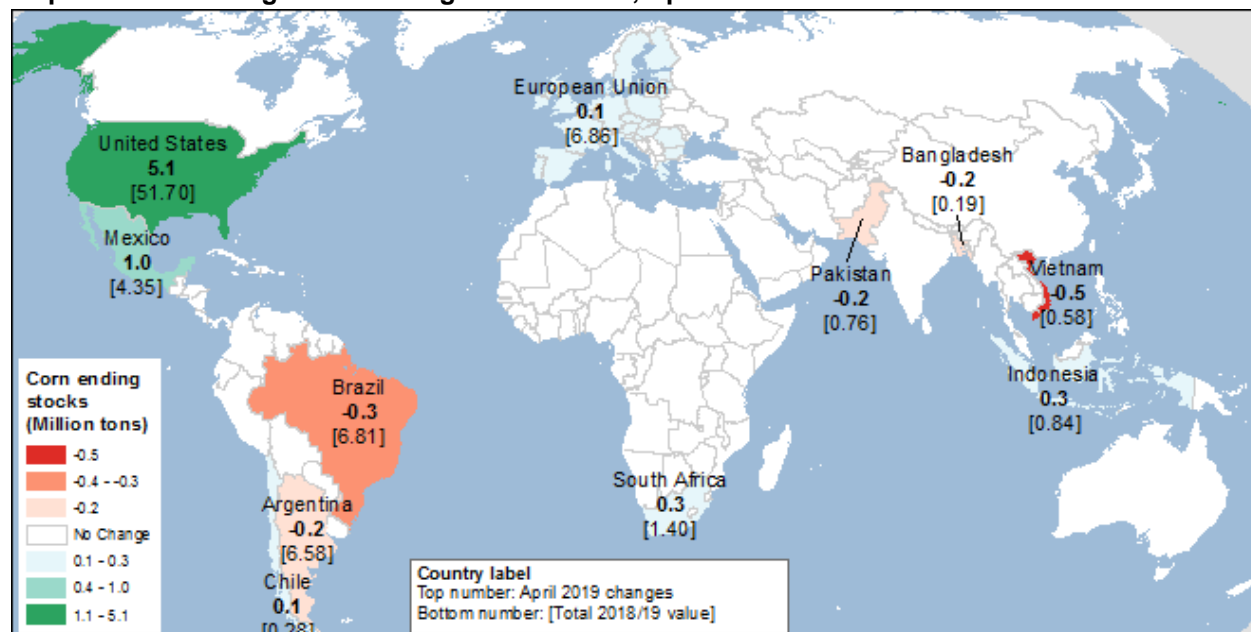 European Union
0.1
[6.86]
United States
5.1
[51.70]
Bangladesh
-0.2
[0.19]
Mexico
1.0
[4.35]
Pakistan
-0.2
[0.76]
Vietnam
-0.5
[0.58]
Brazil
-0.3
[6.81]
Indonesia
0.3
[0.84]
South Africa
0.3
[1.40]
Argentina
-0.2
[6.58]
Chile
0.1
[0.28]
Corn ending
stocks
(Million tons)
-0.5
-0.4 - -0.3
-0.2
No Change
0.1 - 0.3
0.4 - 1.0
1.1 - 5.1
Country label
Top number: April 2019 changes
Bottom number: [Total 2018/19 value]